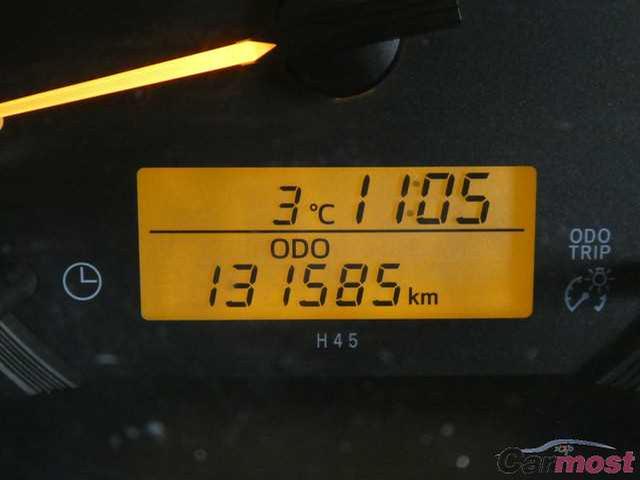 3 °C 11:05
ODO
131585 km
ODO
TRIP
H45
Carmost